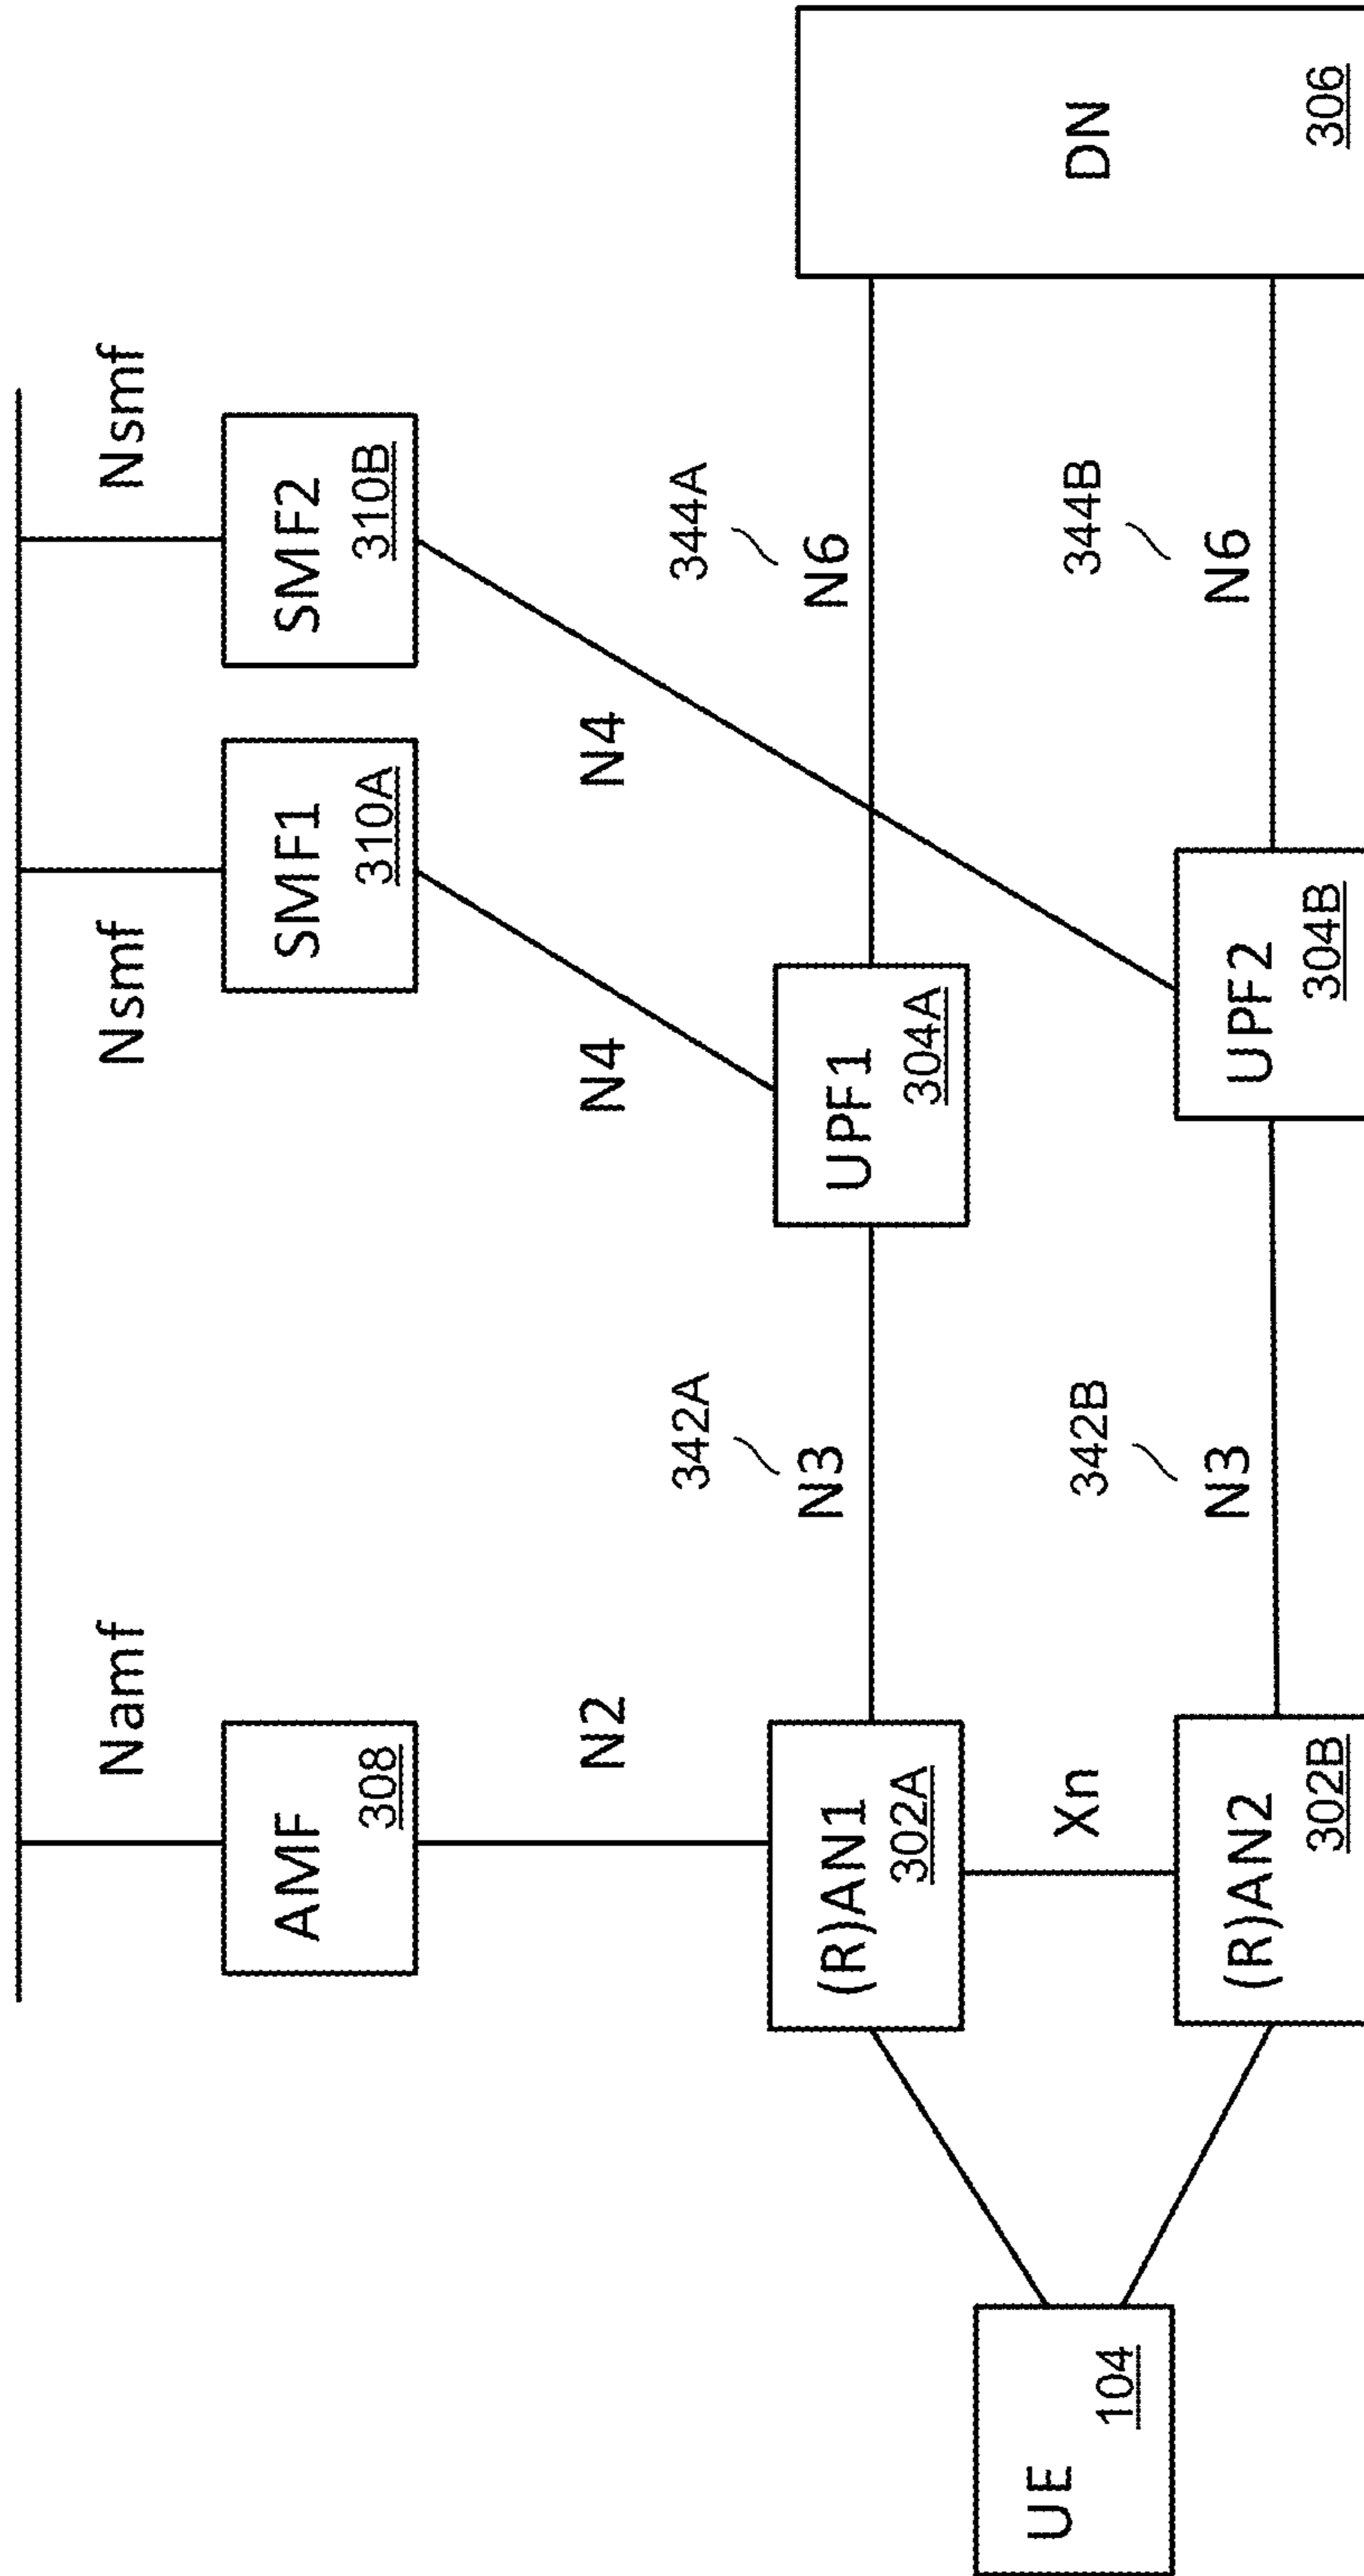 Namf
Nsmf
Nsmf
AMF
308
SMF1
310A
SMF2
310B
N2
N4
N4
342A
344A
N3
N6
(R)AN1
302A
UPF1
304A
DN
306
UE
104
Xn
342B
344B
N3
N6
(R)AN2
302B
UPF2
304B